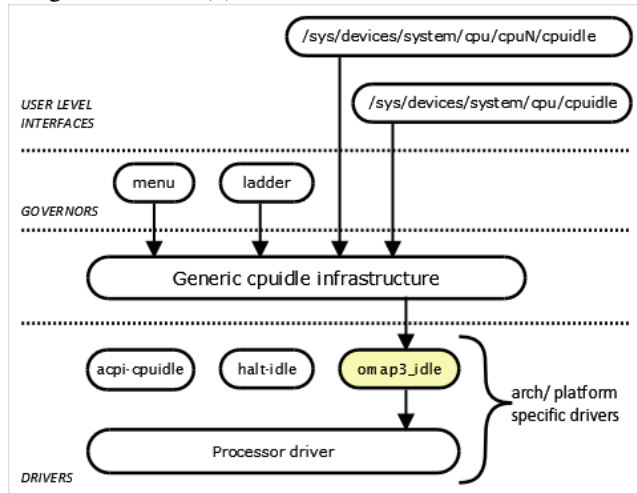 /sys/devices/system/cpu/cpuN/cpuidle
USER LEVEL
INTERFACES
/sys/devices/system/cpu/cpuidle
menu
ladder
GOVERNORS
Generic cpuidle infrastructure
acpi-cpuidle
halt-idle
omap3_idle
arch/ platform
specific drivers
Processor driver
DRIVERS